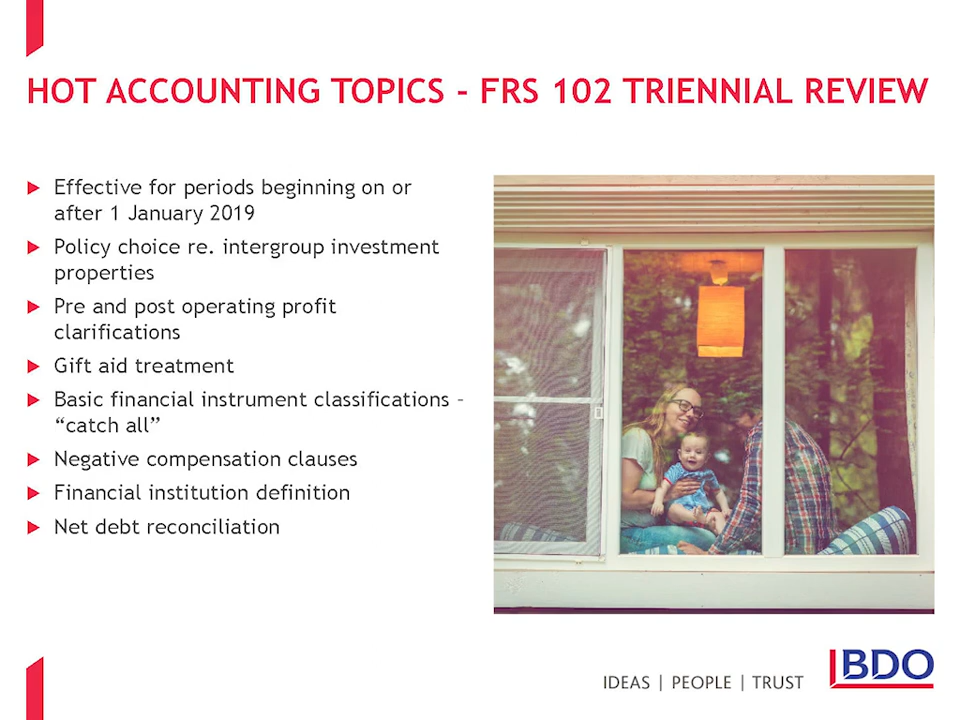 HOT ACCOUNTING TOPICS - FRS 102 TRIENNIAL REVIEW
Effective for periods beginning on or
after 1 January 2019
Policy choice re. intergroup investment
properties
Pre and post operating profit
clarifications
Gift aid treatment
Basic financial instrument classifications –
“catch all”
Negative compensation clauses
Financial institution definition
Net debt reconciliation
IDEAS | PEOPLE | TRUST
BDO